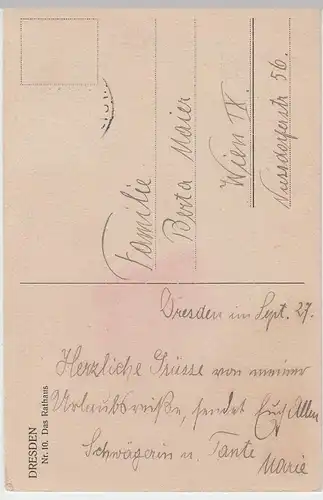 DRESDEN
Nr. 10. Das Rathaus
Dresden im Sept. 27.
Herzliche Grüsse von meiner
Urlaubsreise, sendet Euch Allen
Schwägerin u. Tante
Marie
Familie
Berta Maier
Wien IX.
Nussdorferstr 56.